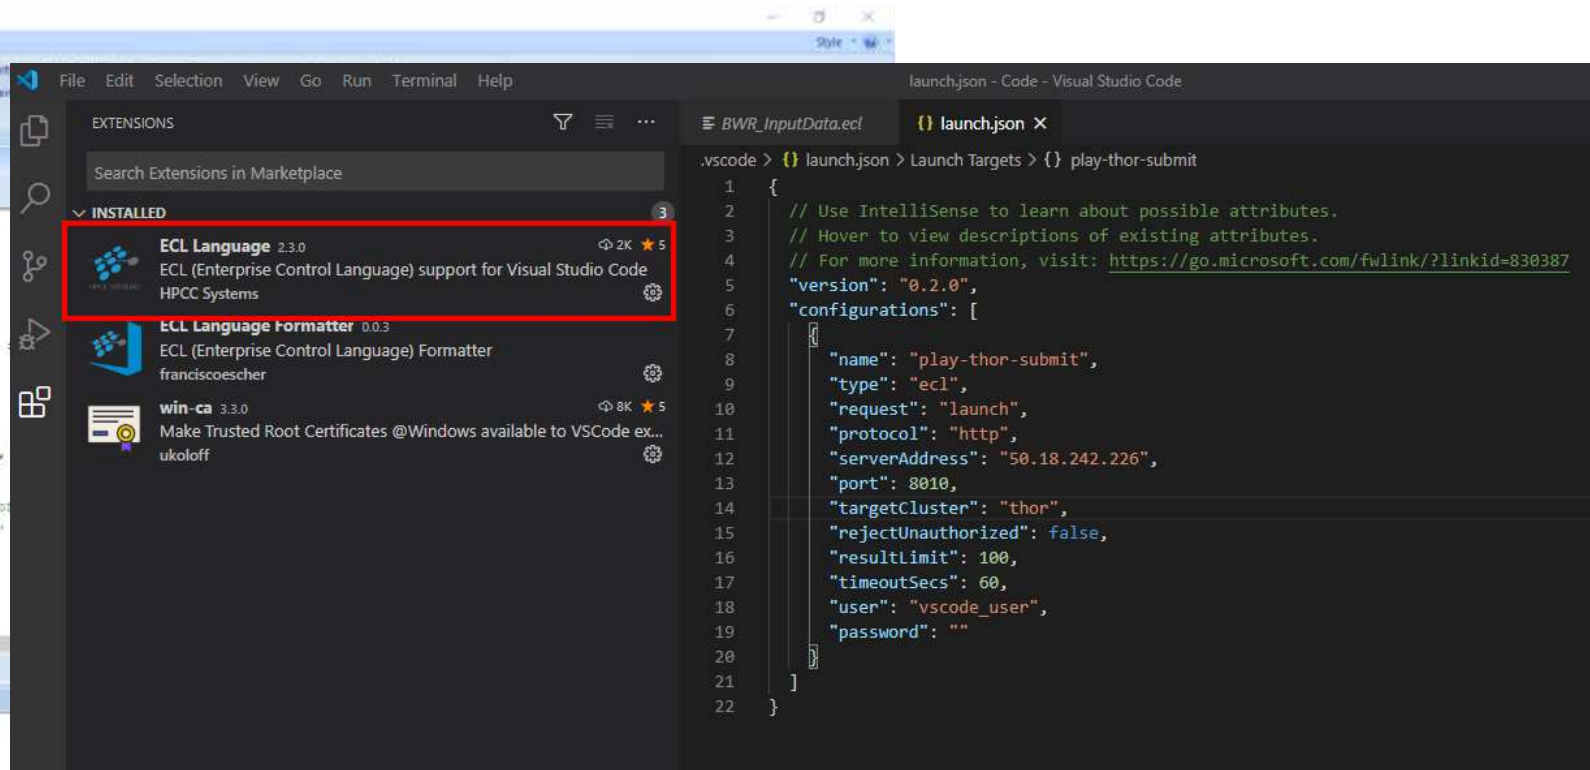 Style
File Edit Selection View Go Run Terminal Help
launch.json - Code - Visual Studio Code
EXTENSIONS
Search Extensions in Marketplace
INSTALLED
3
ECL Language 2.3.0
2K
5
ECL (Enterprise Control Language) support for Visual Studio Code
HPCC Systems
ECL Language Formatter 0.0.3
ECL (Enterprise Control Language) Formatter
franciscoescher
win-ca 3.3.0
8K
5
Make Trusted Root Certificates @Windows available to VSCode ex...
ukoloff
BWR_InputData.ecl
{} launch.json
.vscode > {} launch.json > Launch Targets > {} play-thor-submit
1 {
2 // Use IntelliSense to learn about possible attributes.
3 // Hover to view descriptions of existing attributes.
4 // For more information, visit: https://go.microsoft.com/fwlink/?linkid=830387
5 "version": "0.2.0",
6 "configurations": [
7 {
8 "name": "play-thor-submit",
9 "type": "ecl",
10 "request": "launch",
11 "protocol": "http",
12 "serverAddress": "50.18.242.226",
13 "port": 8010,
14 "targetCluster": "thor",
15 "rejectUnauthorized": false,
16 "resultLimit": 100,
17 "timeoutSecs": 60,
18 "user": "vscode_user",
19 "password": ""
20 }
21 ]
22 }